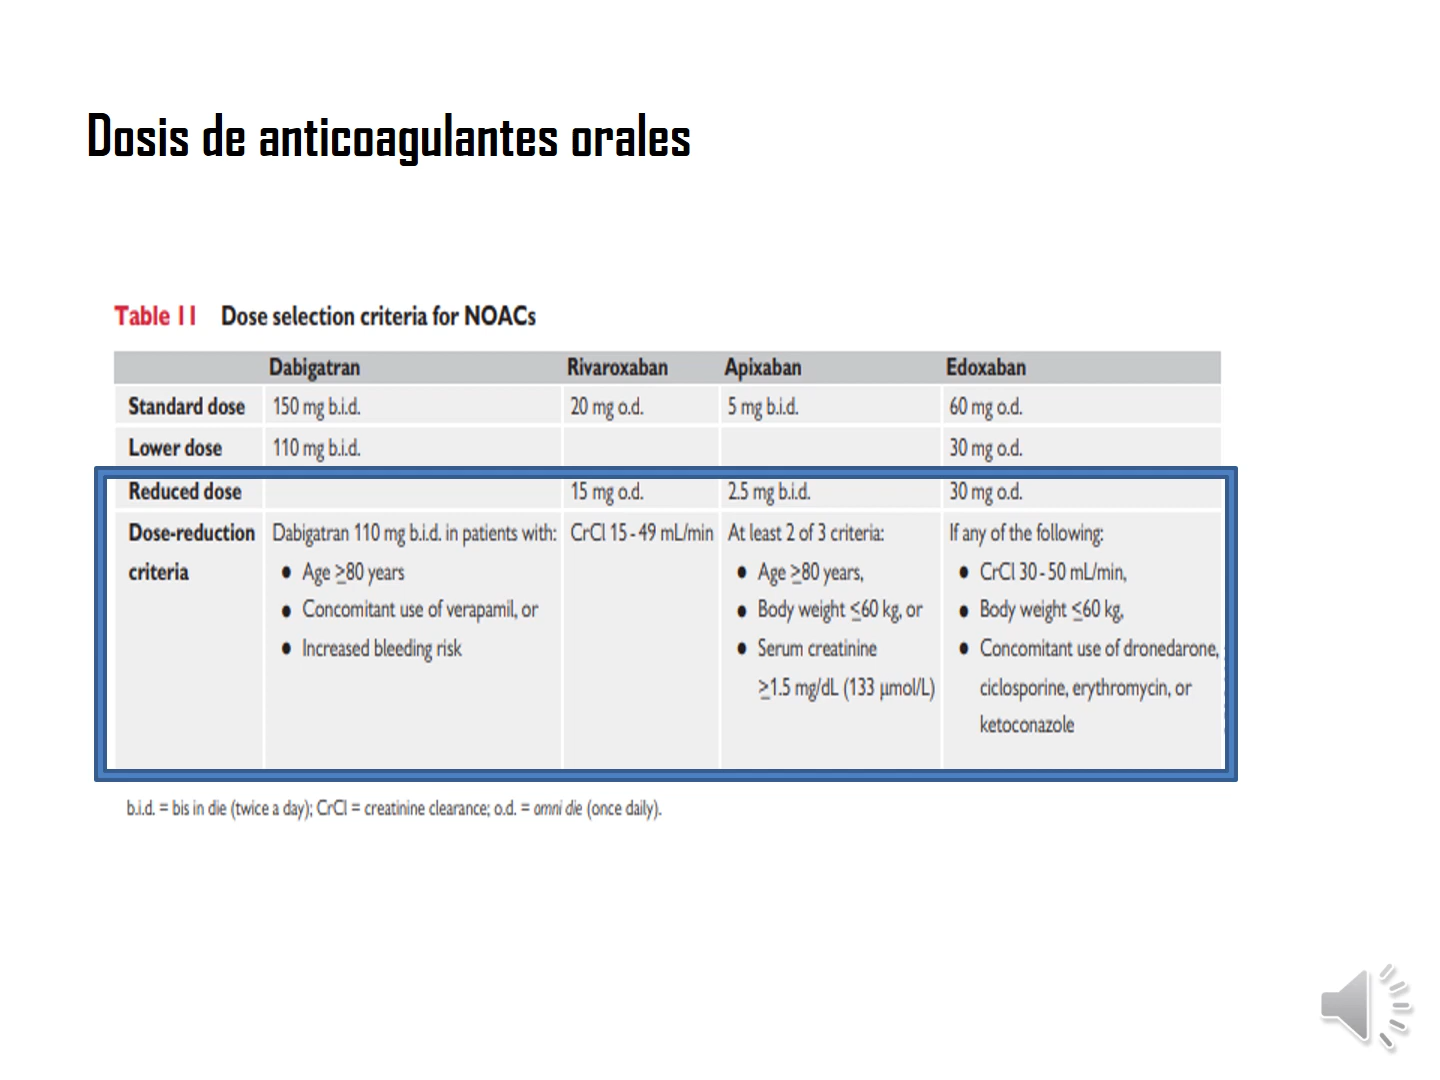 Dosis de anticoagulantes orales
Table 11 Dose selection criteria for NOACs
Dabigatran Rivaroxaban Apixaban Edoxaban
Standard dose 150 mg b.i.d. 20 mg o.d. 5 mg b.i.d. 60 mg o.d.
Lower dose 110 mg b.i.d. 30 mg o.d.
Reduced dose 15 mg o.d. 2.5 mg b.i.d. 30 mg o.d.
Dose-reduction Dabigatran 110 mg b.i.d. in patients with: CrCl 15 - 49 mL/min At least 2 of 3 criteria: If any of the following:
criteria ● Age ≥80 years ● Age ≥80 years, ● CrCl 30 - 50 mL/min,
● Concomitant use of verapamil, or ● Body weight ≤60 kg, or ● Body weight ≤60 kg,
● Increased bleeding risk ● Serum creatinine ● Concomitant use of dronedarone,
≥1.5 mg/dL (133 µmol/L) ciclosporine, erythromycin, or
ketoconazole
b.i.d. = bis in die (twice a day); CrCl = creatinine clearance; o.d. = omni die (once daily).